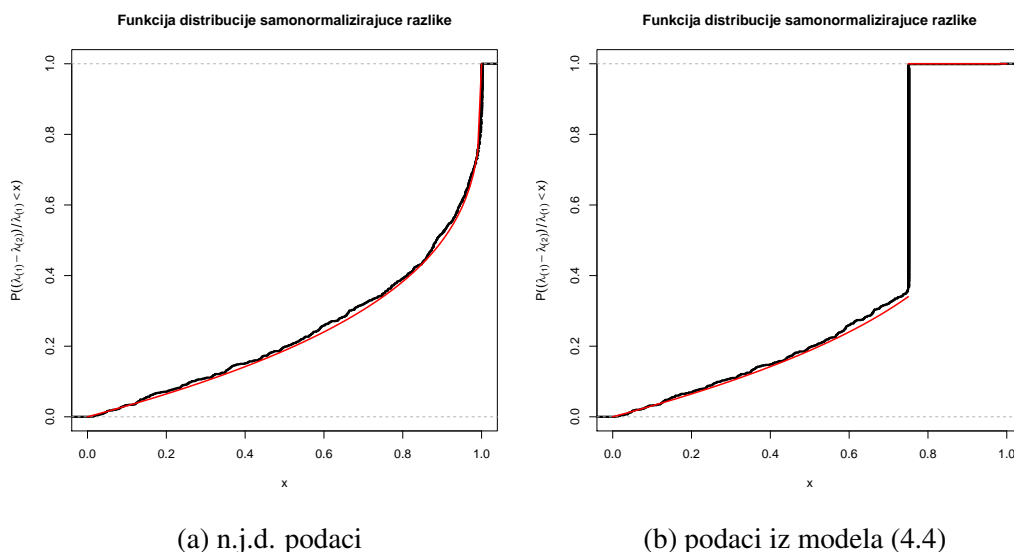 Funkcija distribucije samonormalizirajuce razlike
1.0
0.8
0.6
0.4
0.2
0.0
P((λ(1) − λ(2))/λ(1) < x)
0.0 0.2 0.4 0.6 0.8 1.0
x
(a) n.j.d. podaci
Funkcija distribucije samonormalizirajuce razlike
1.0
0.8
0.6
0.4
0.2
0.0
P((λ(1) − λ(2))/λ(1) < x)
0.0 0.2 0.4 0.6 0.8 1.0
x
(b) podaci iz modela (4.4)